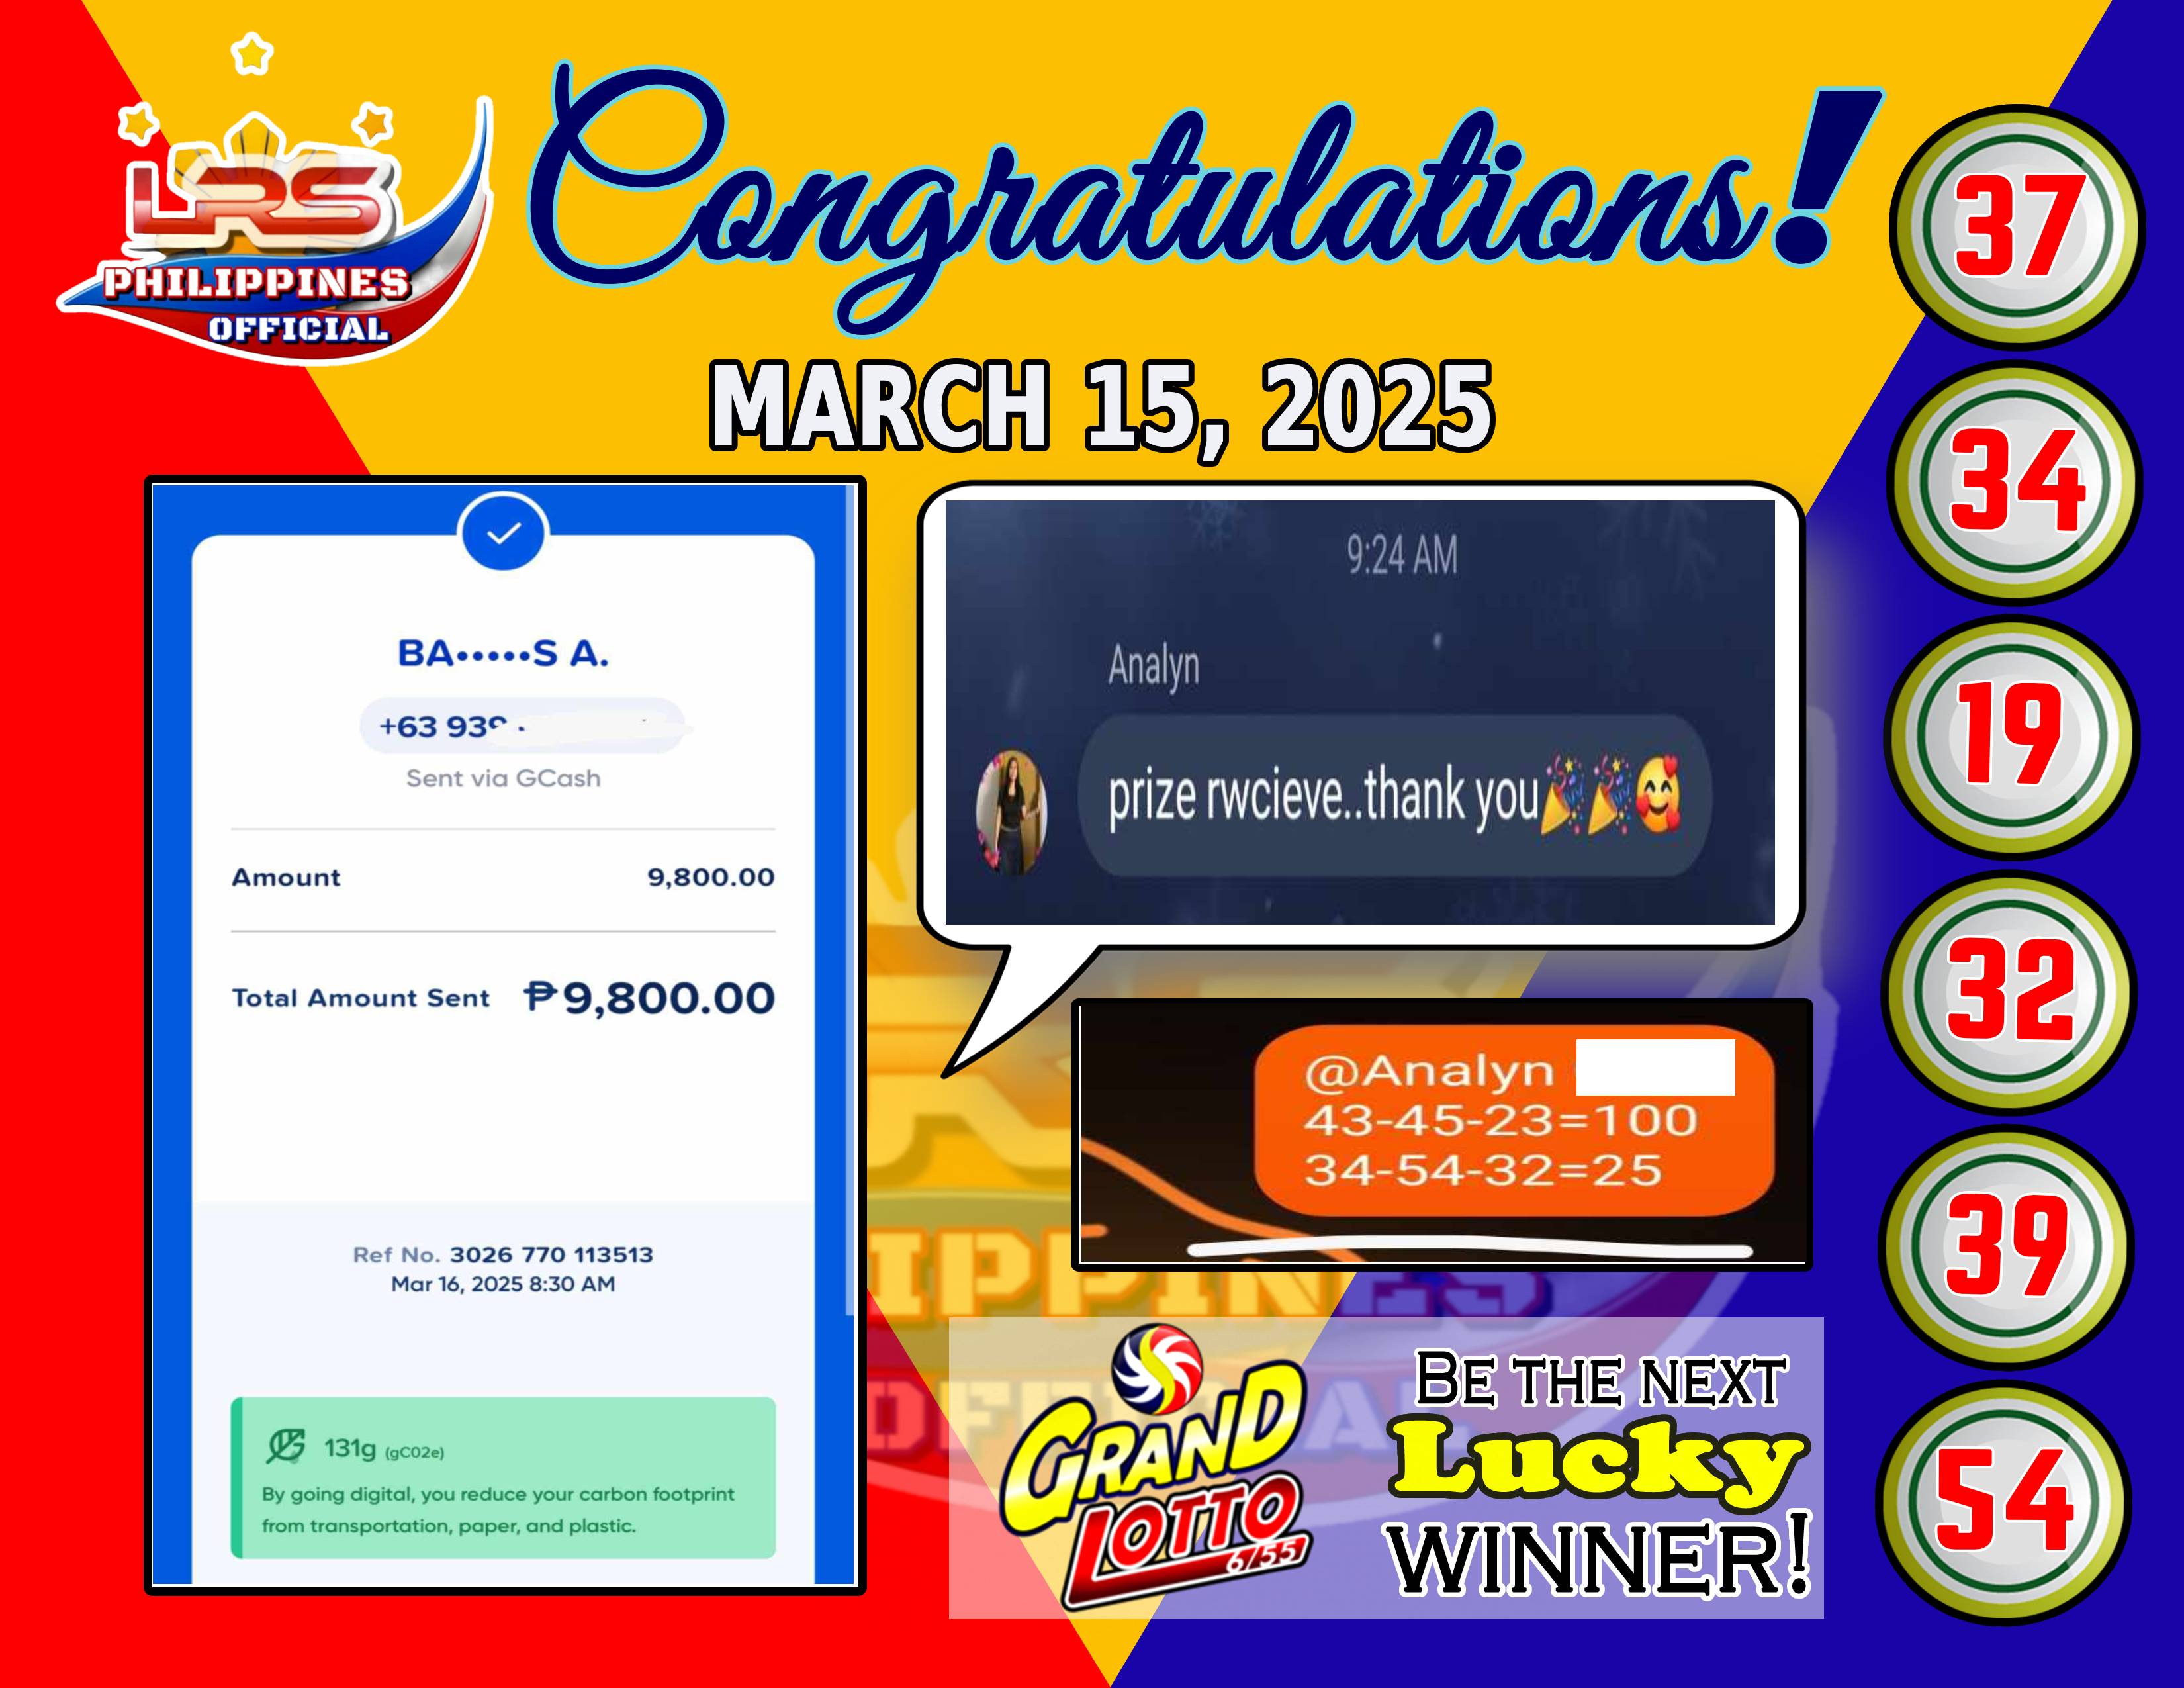 LRS
PHILIPPINES
OFFICIAL
Congratulations!
MARCH 15, 2025
BA•••••S A.
+63 939
Sent via GCash
Amount 9,800.00
Total Amount Sent ₱9,800.00
Ref No. 3026 770 113513
Mar 16, 2025 8:30 AM
131g (gC02e)
By going digital, you reduce your carbon footprint
from transportation, paper, and plastic.
9:24 AM
Analyn
prize rwcieve..thank you🎉🎉🥰
@Analyn
43-45-23=100
34-54-32=25
GRAND
LOTTO
6/55
BE THE NEXT
Lucky
WINNER!
37
34
19
32
39
54